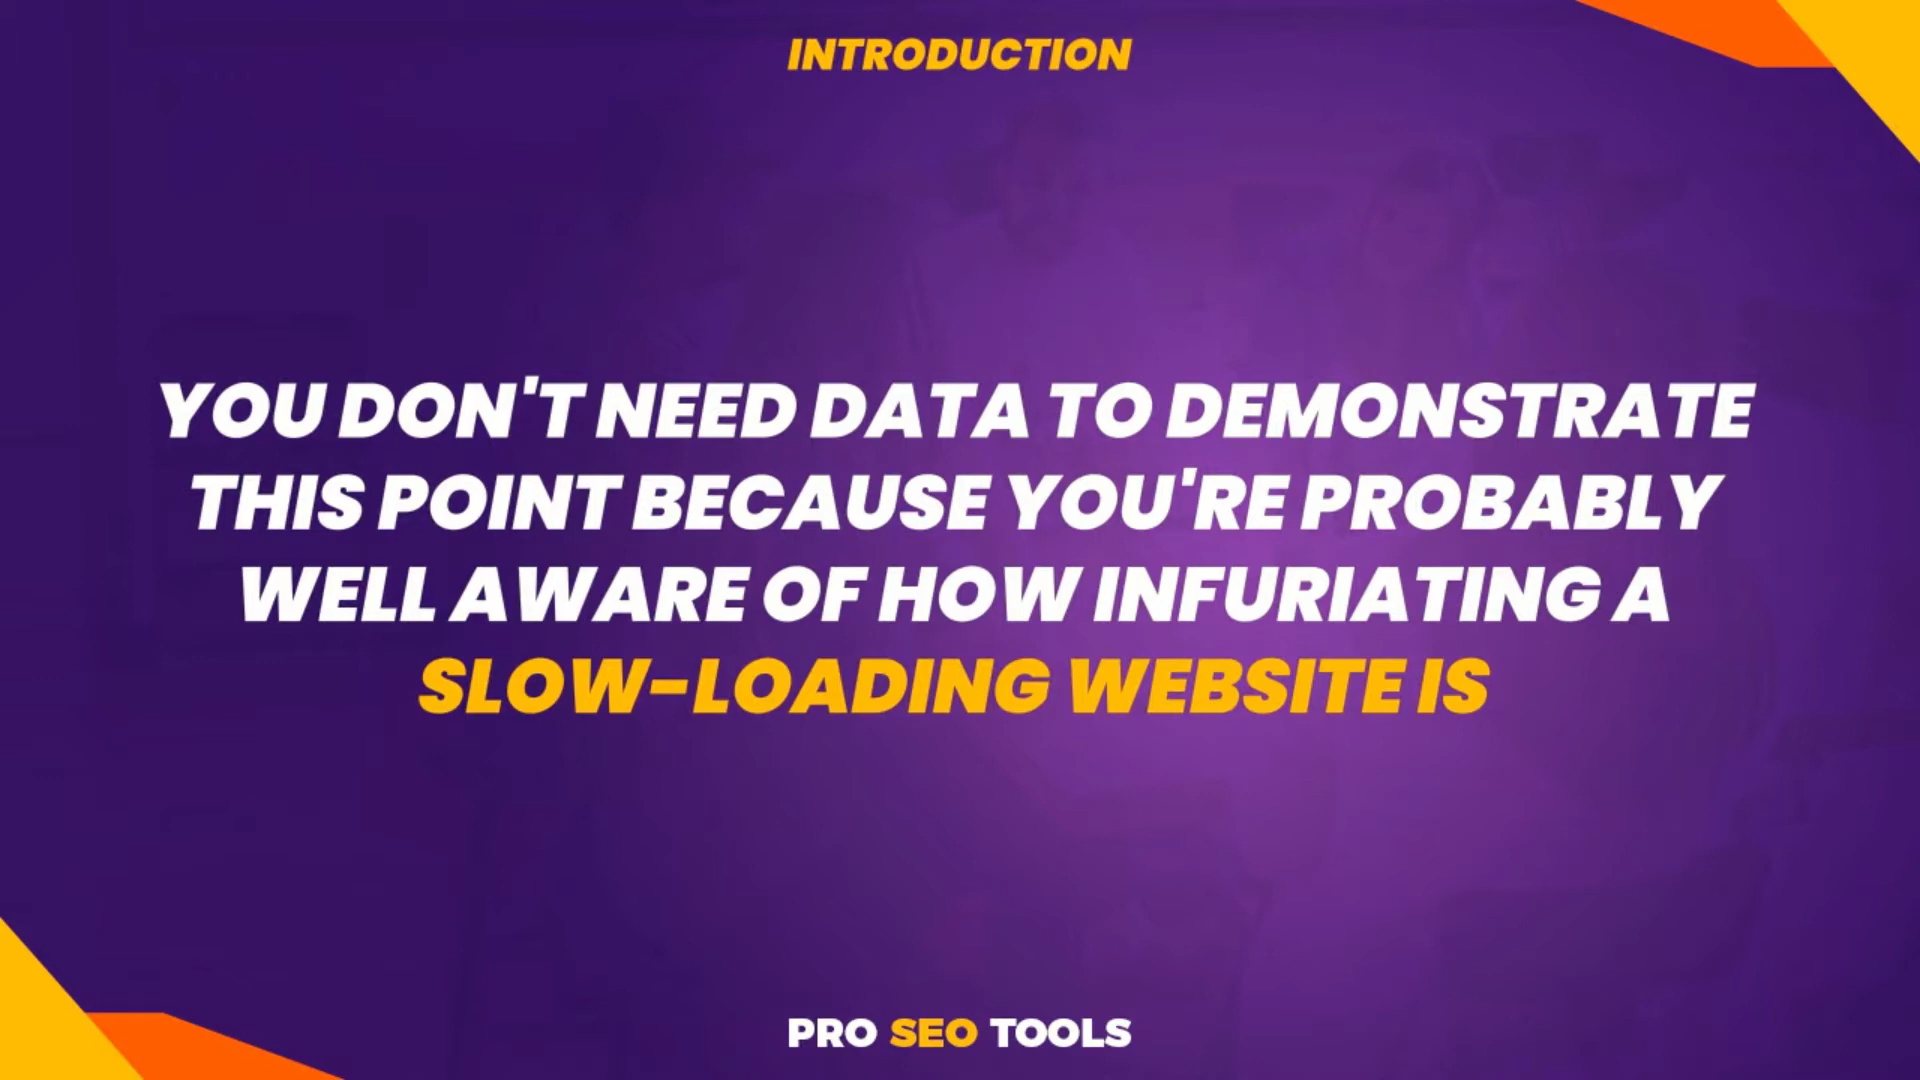 INTRODUCTION
YOU DON'T NEED DATA TO DEMONSTRATE
THIS POINT BECAUSE YOU'RE PROBABLY
WELL AWARE OF HOW INFURIATING A
SLOW-LOADING WEBSITE IS
PRO SEO TOOLS